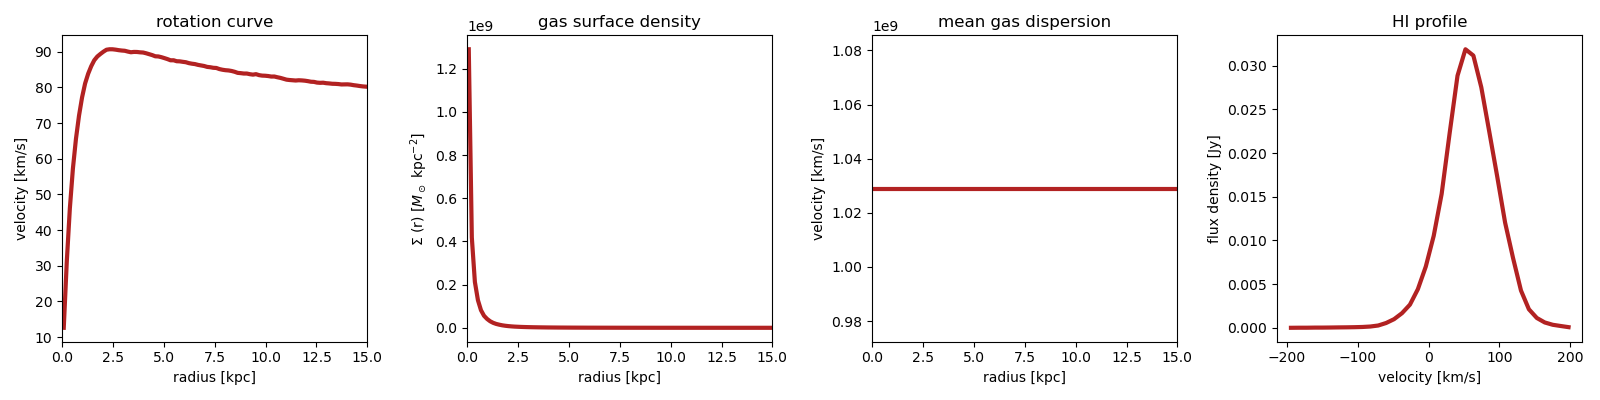 rotation curve
velocity [km/s]
90
80
70
60
50
40
30
20
10
0.0 2.5 5.0 7.5 10.0 12.5 15.0
radius [kpc]
gas surface density
1e9
Σ (r) [M⊙ kpc⁻²]
1.2
1.0
0.8
0.6
0.4
0.2
0.0
0.0 2.5 5.0 7.5 10.0 12.5 15.0
radius [kpc]
mean gas dispersion
1e9
velocity [km/s]
1.08
1.06
1.04
1.02
1.00
0.98
0.0 2.5 5.0 7.5 10.0 12.5 15.0
radius [kpc]
HI profile
flux density [Jy]
0.030
0.025
0.020
0.015
0.010
0.005
0.000
−200 −100 0 100 200
velocity [km/s]